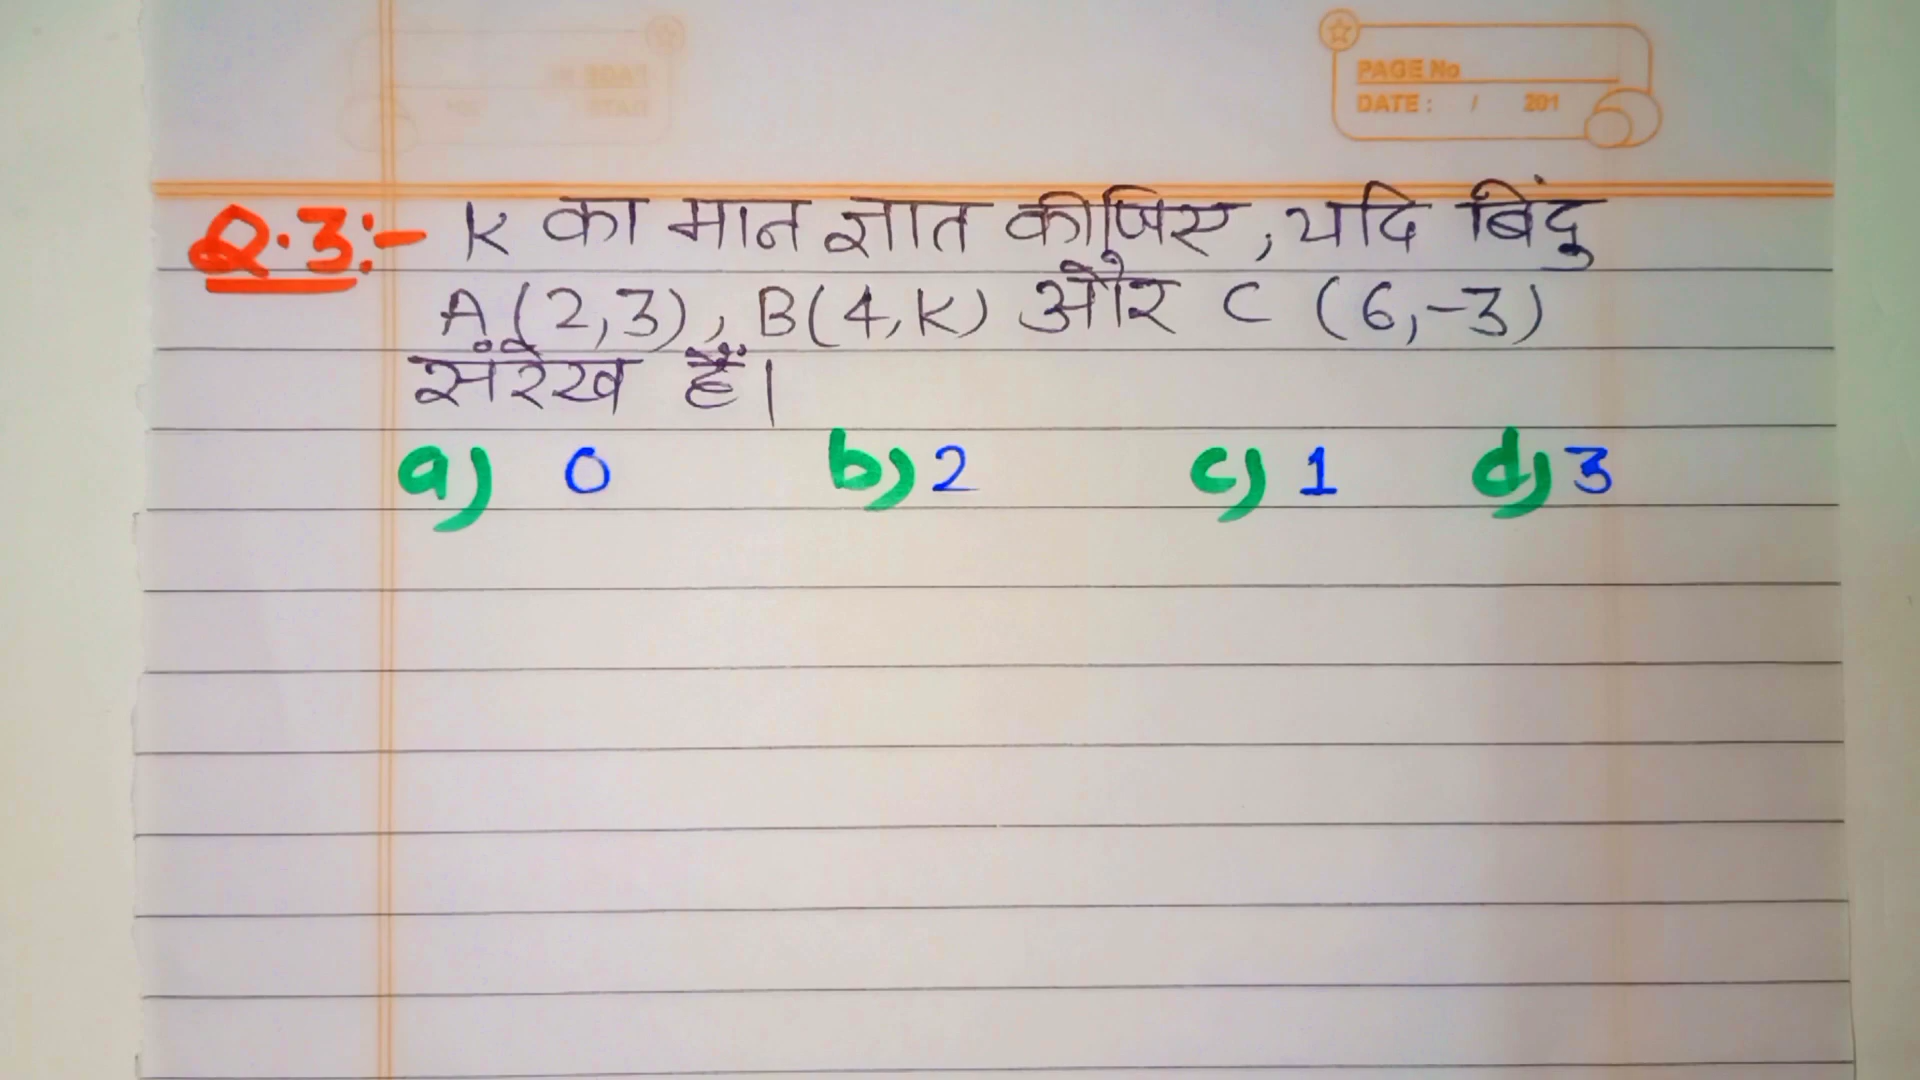 PAGE No
DATE : / 201
Q.3:- K का मान ज्ञात कीजिए, यदि बिंदु
A (2,3), B(4,K) और C (6,-3)
संरेख हैं।
a) 0 b) 2 c) 1 d) 3